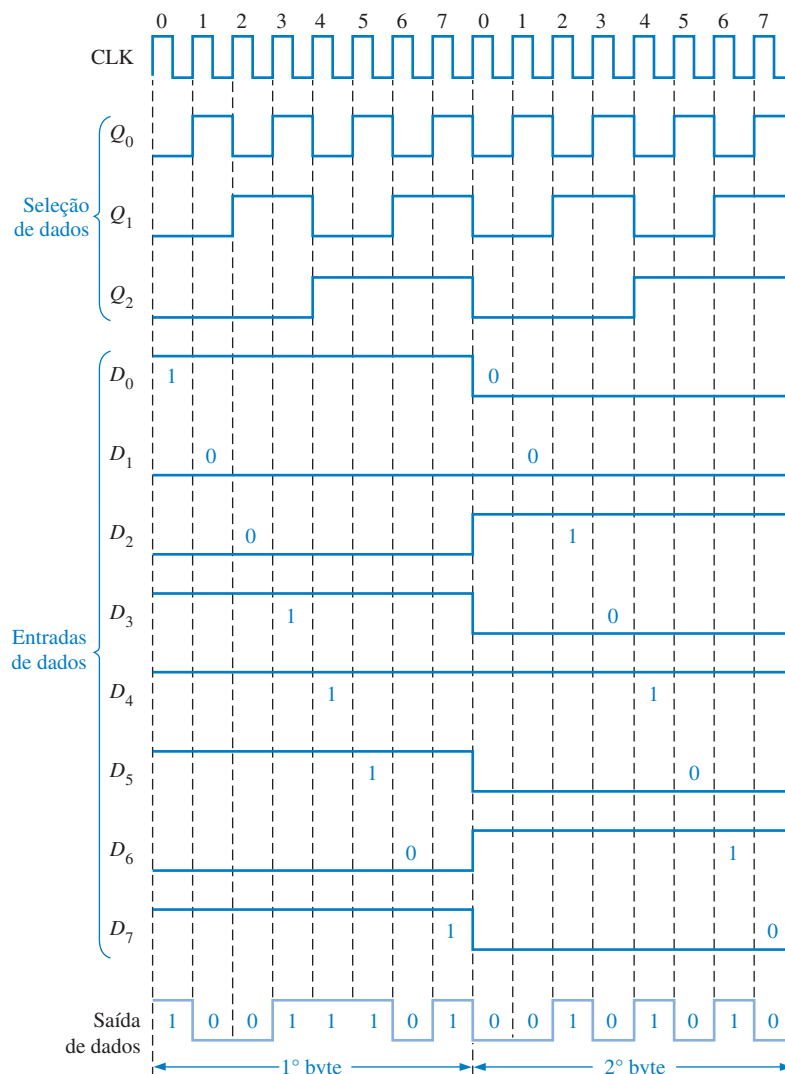 0 1 2 3 4 5 6 7 0 1 2 3 4 5 6 7
CLK
Q0
Seleção
de dados
Q1
Q2
D0
1 0
D1
0 0
D2
0 1
D3
1 0
Entradas
de dados
D4
1 1
D5
1 0
D6
0 1
D7
1 0
Saída
de dados
1 0 0 1 1 1 0 1 0 0 1 0 1 0 1 0
1° byte 2° byte